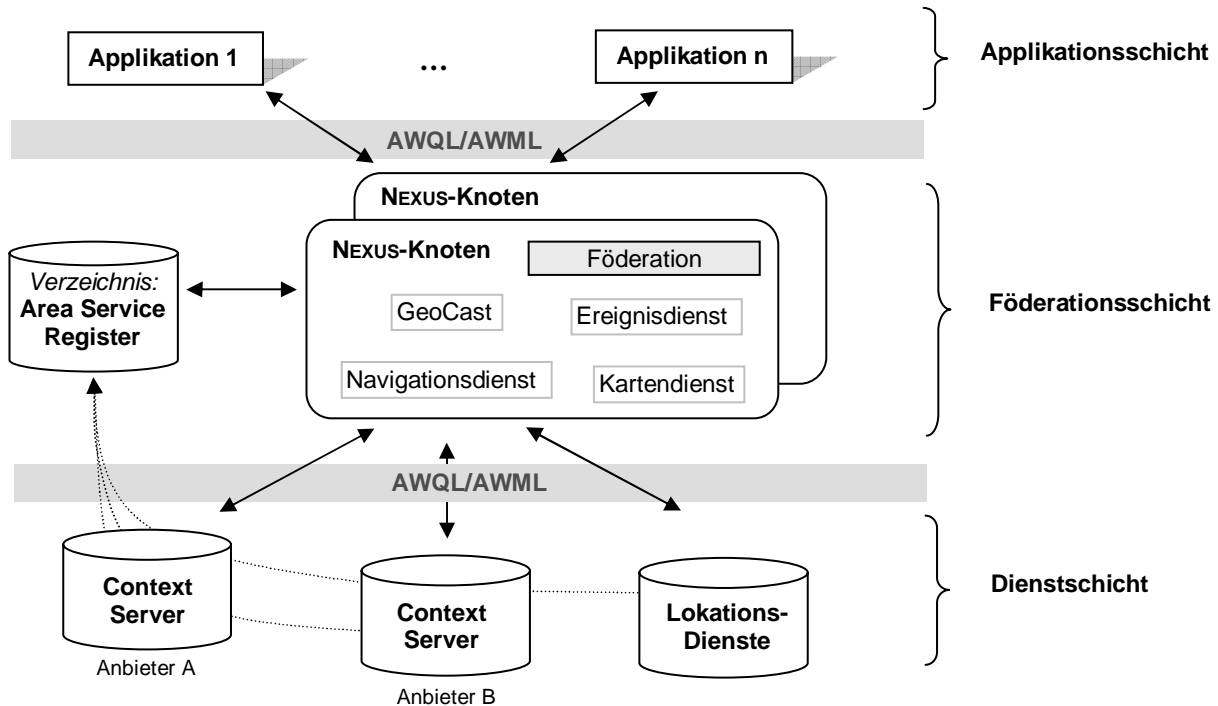 Applikation 1
...
Applikation n
Applikationsschicht
AWQL/AWML
NEXUS-Knoten
NEXUS-Knoten
Föderation
GeoCast
Ereignisdienst
Navigationsdienst
Kartendienst
Verzeichnis:
Area Service
Register
Föderationsschicht
AWQL/AWML
Context
Server
Anbieter A
Context
Server
Anbieter B
Lokations-
Dienste
Dienstschicht